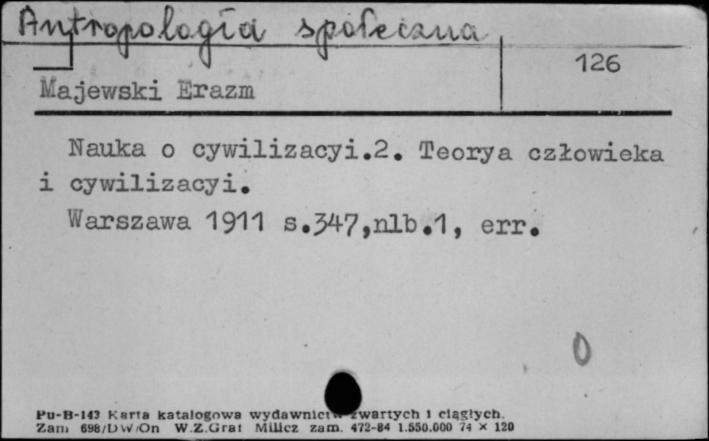 Antropologia społeczna
126
Majewski Erazm
Nauka o cywilizacyi.2. Teorya człowieka
i cywilizacyi.
Warszawa 1911 s.347,nlb.1, err.
0
Pu-B-143 Karta katalogowa wydawnictw zwartych i ciągłych.
Zam 698/DW/On W.Z.Graf Milicz zam. 472-84 1.550.000 74 × 120